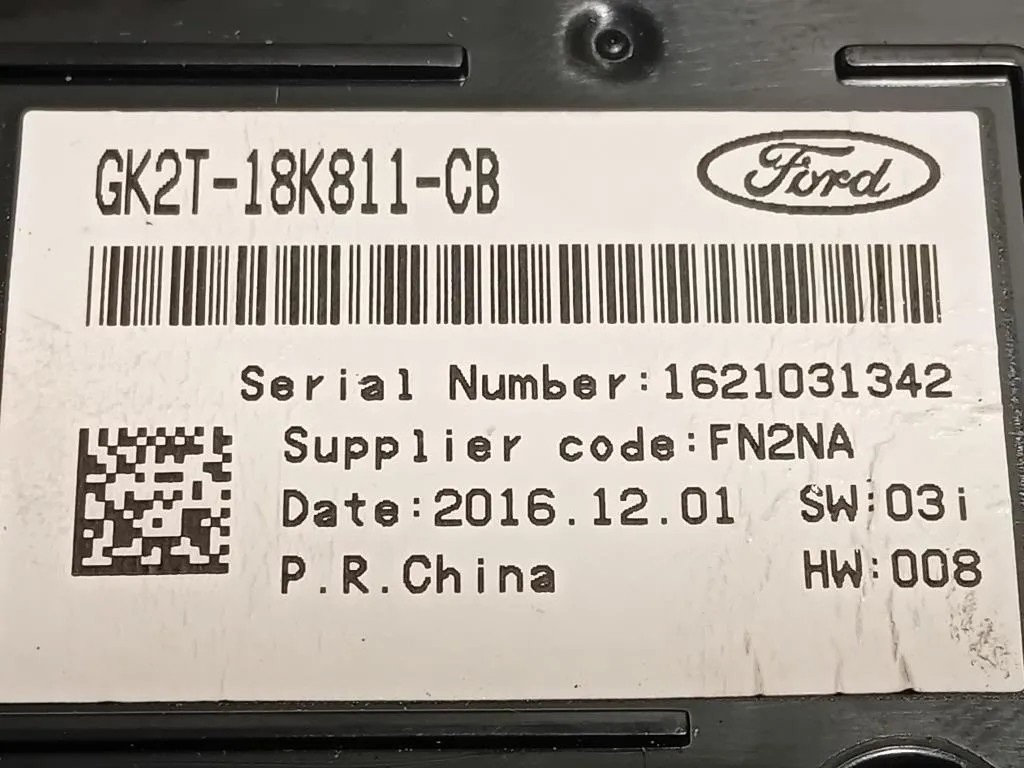 GK2T-18K811-CB
Ford
Serial Number:1621031342
Supplier code:FN2NA
Date:2016.12.01 SW:03i
P.R.China HW:008